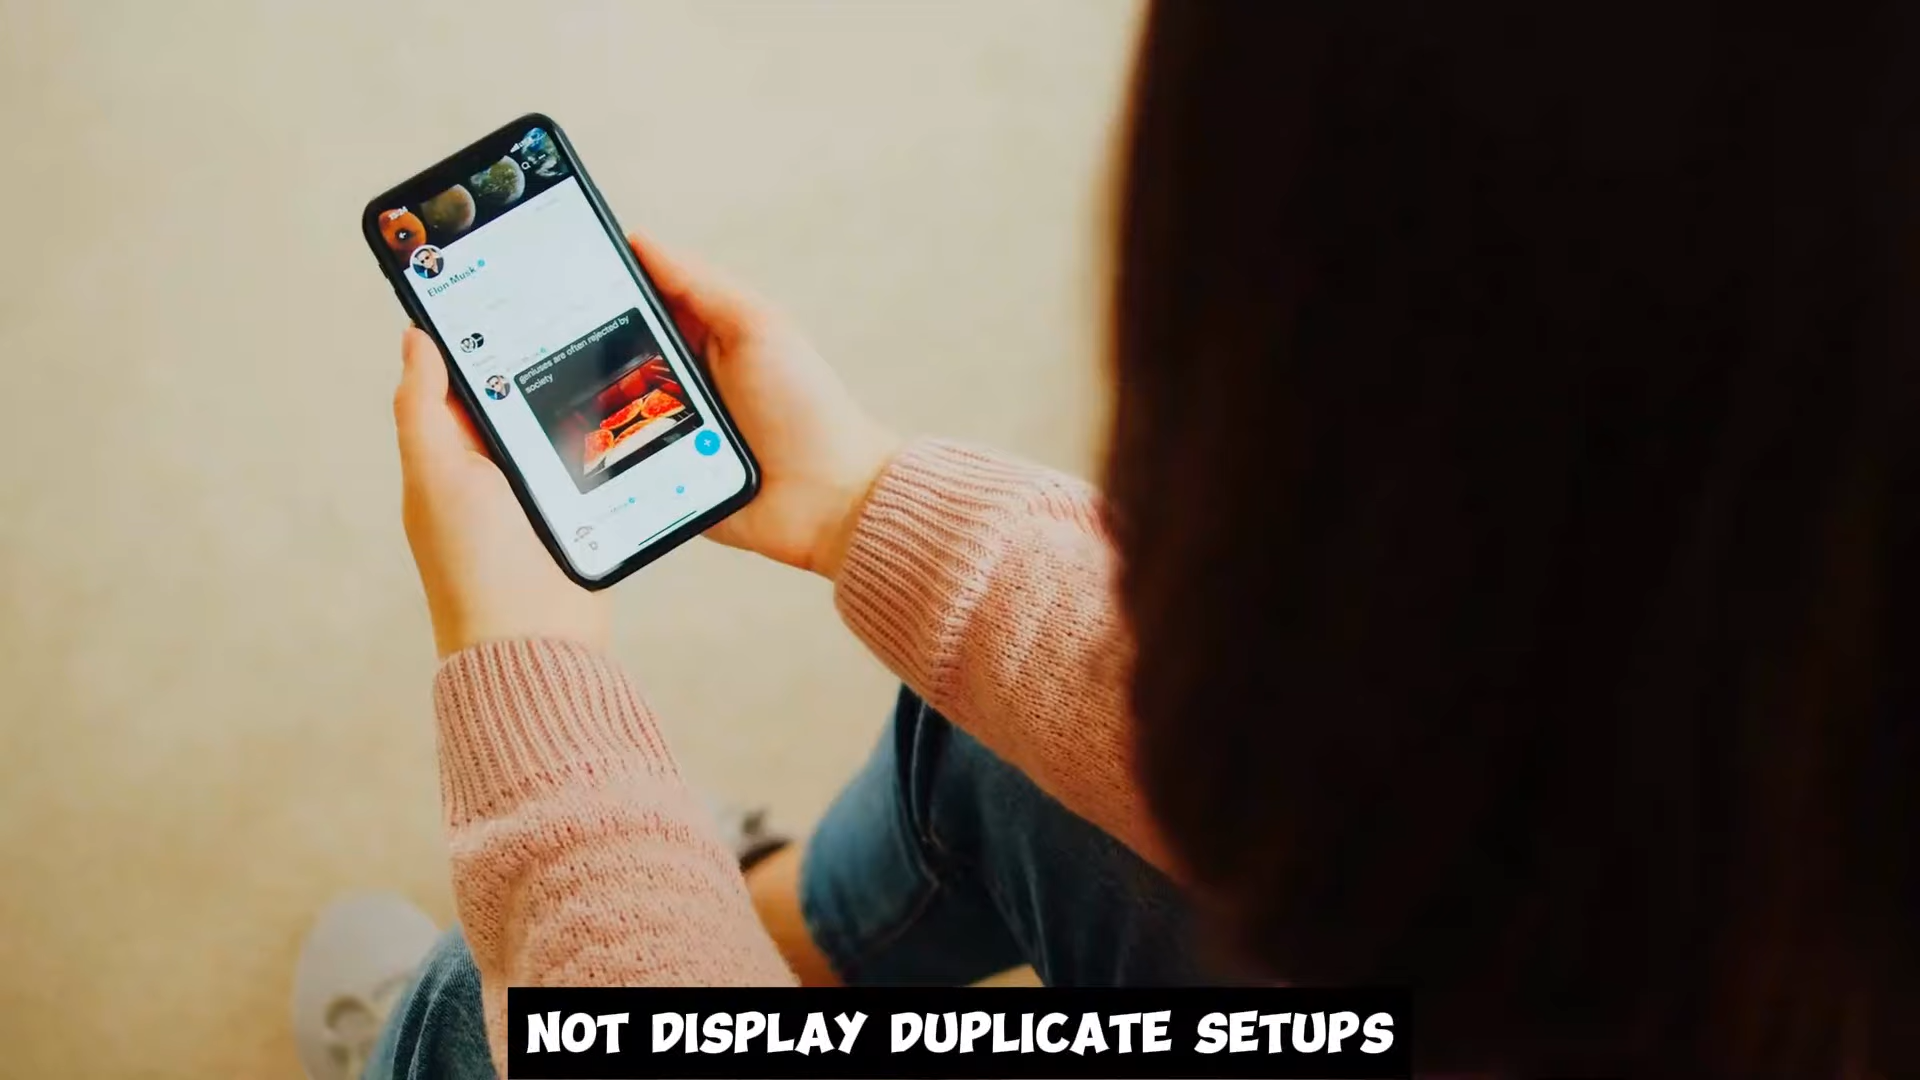 Elon Musk
geniuses are often rejected by
society
NOT DISPLAY DUPLICATE SETUPS